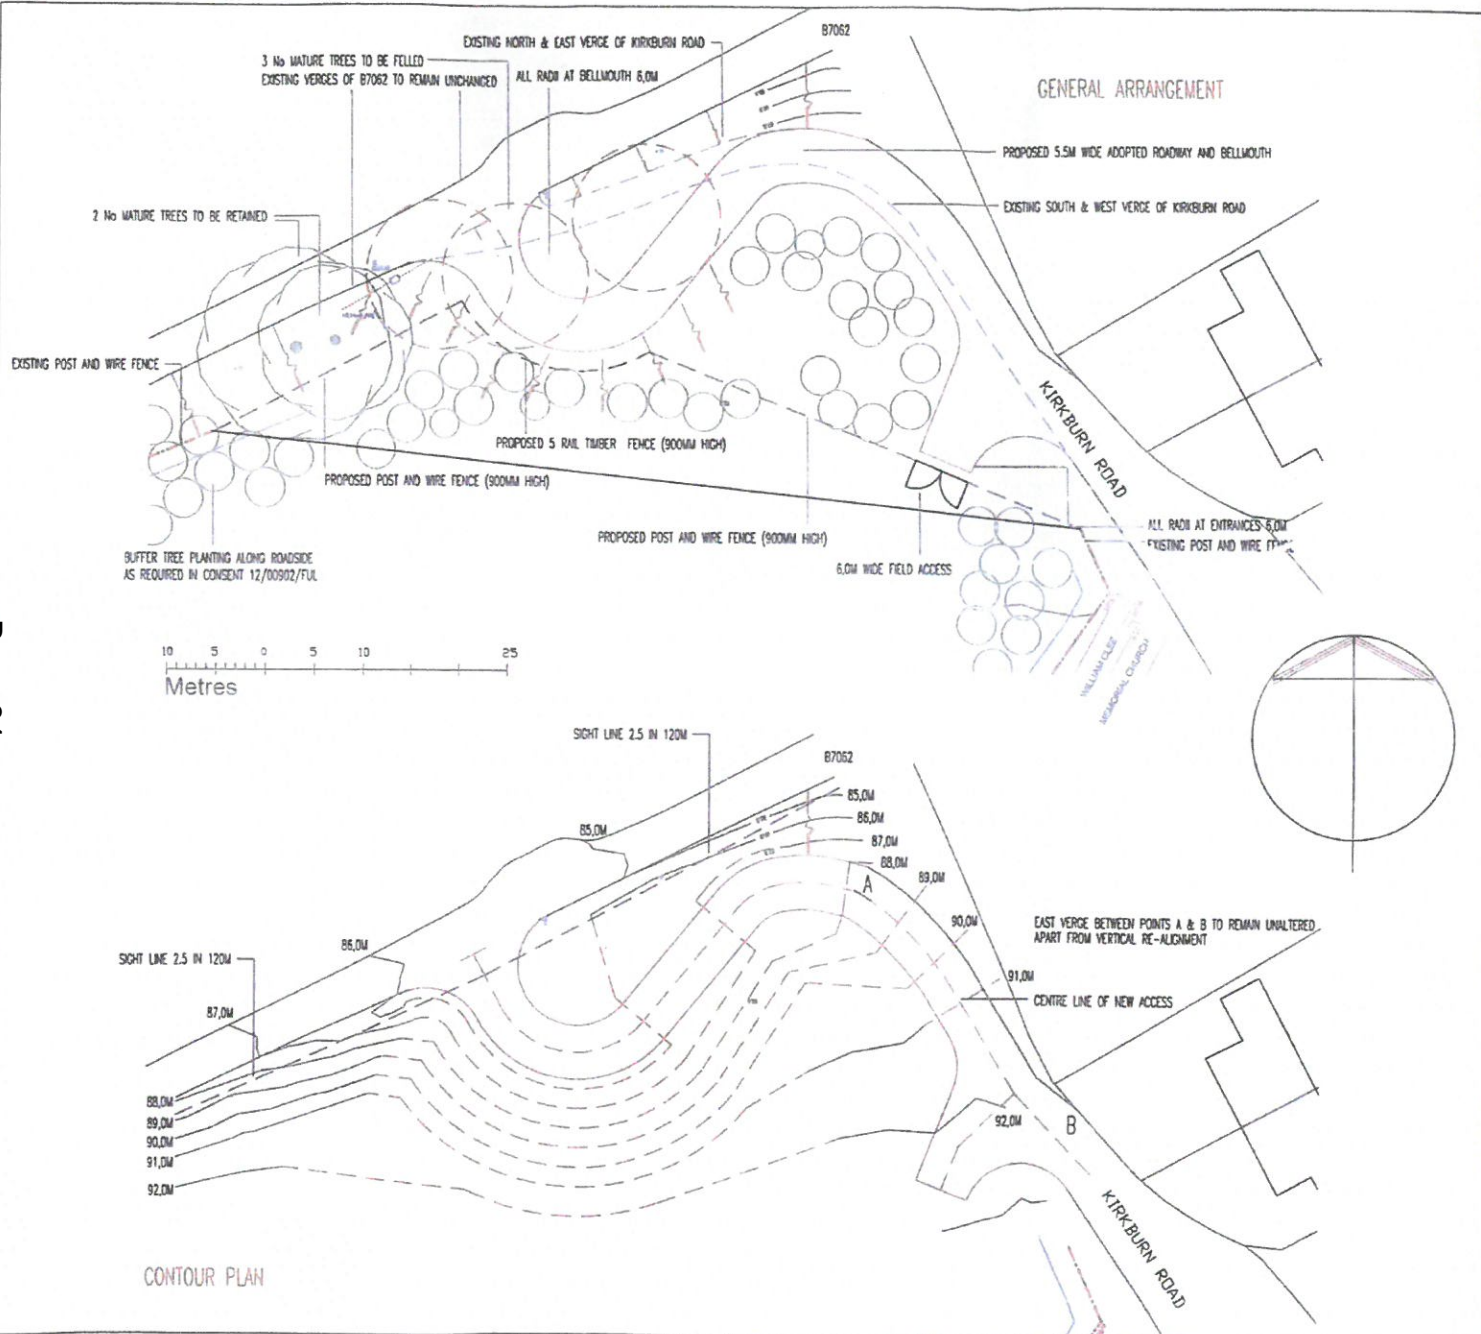 B7062
EXISTING NORTH & EAST VERGE OF KIRKBURN ROAD
3 No MATURE TREES TO BE FELLED
EXISTING VERGES OF B7062 TO REMAIN UNCHANGED
ALL RADII AT BELLMOUTH 6,0M
GENERAL ARRANGEMENT
PROPOSED 5.5M WIDE ADOPTED ROADWAY AND BELLMOUTH
EXISTING SOUTH & WEST VERGE OF KIRKBURN ROAD
2 No MATURE TREES TO BE RETAINED
EXISTING POST AND WIRE FENCE
KIRKBURN ROAD
PROPOSED 5 RAIL TIMBER FENCE (900MM HIGH)
PROPOSED POST AND WIRE FENCE (900MM HIGH)
PROPOSED POST AND WIRE FENCE (900MM HIGH)
ALL RADII AT ENTRANCES 6,0M
EXISTING POST AND WIRE FENCE
BUFFER TREE PLANTING ALONG ROADSIDE
AS REQUIRED IN CONSENT 12/00902/FUL
6,0M WIDE FIELD ACCESS
WILLIAM CLEE
MEMORIAL CHURCH
10 5 0 5 10 25
Metres
SIGHT LINE 2.5 IN 120M
B7062
85,0M
86,0M
87,0M
88,0M
89,0M
90,0M
91,0M
85,0M
86,0M
87,0M
A
EAST VERGE BETWEEN POINTS A & B TO REMAIN UNALTERED
APART FROM VERTICAL RE-ALIGNMENT
SIGHT LINE 2.5 IN 120M
CENTRE LINE OF NEW ACCESS
88,0M
89,0M
90,0M
91,0M
92,0M
92,0M
B
KIRKBURN ROAD
CONTOUR PLAN